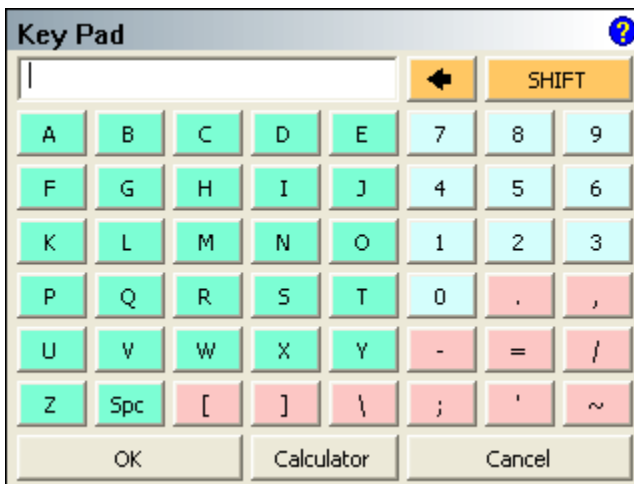 Key Pad ?
SHIFT
A B C D E 7 8 9
F G H I J 4 5 6
K L M N O 1 2 3
P Q R S T 0 . ,
U V W X Y - = /
Z Spc [ ] \ ; ' ~
OK Calculator Cancel